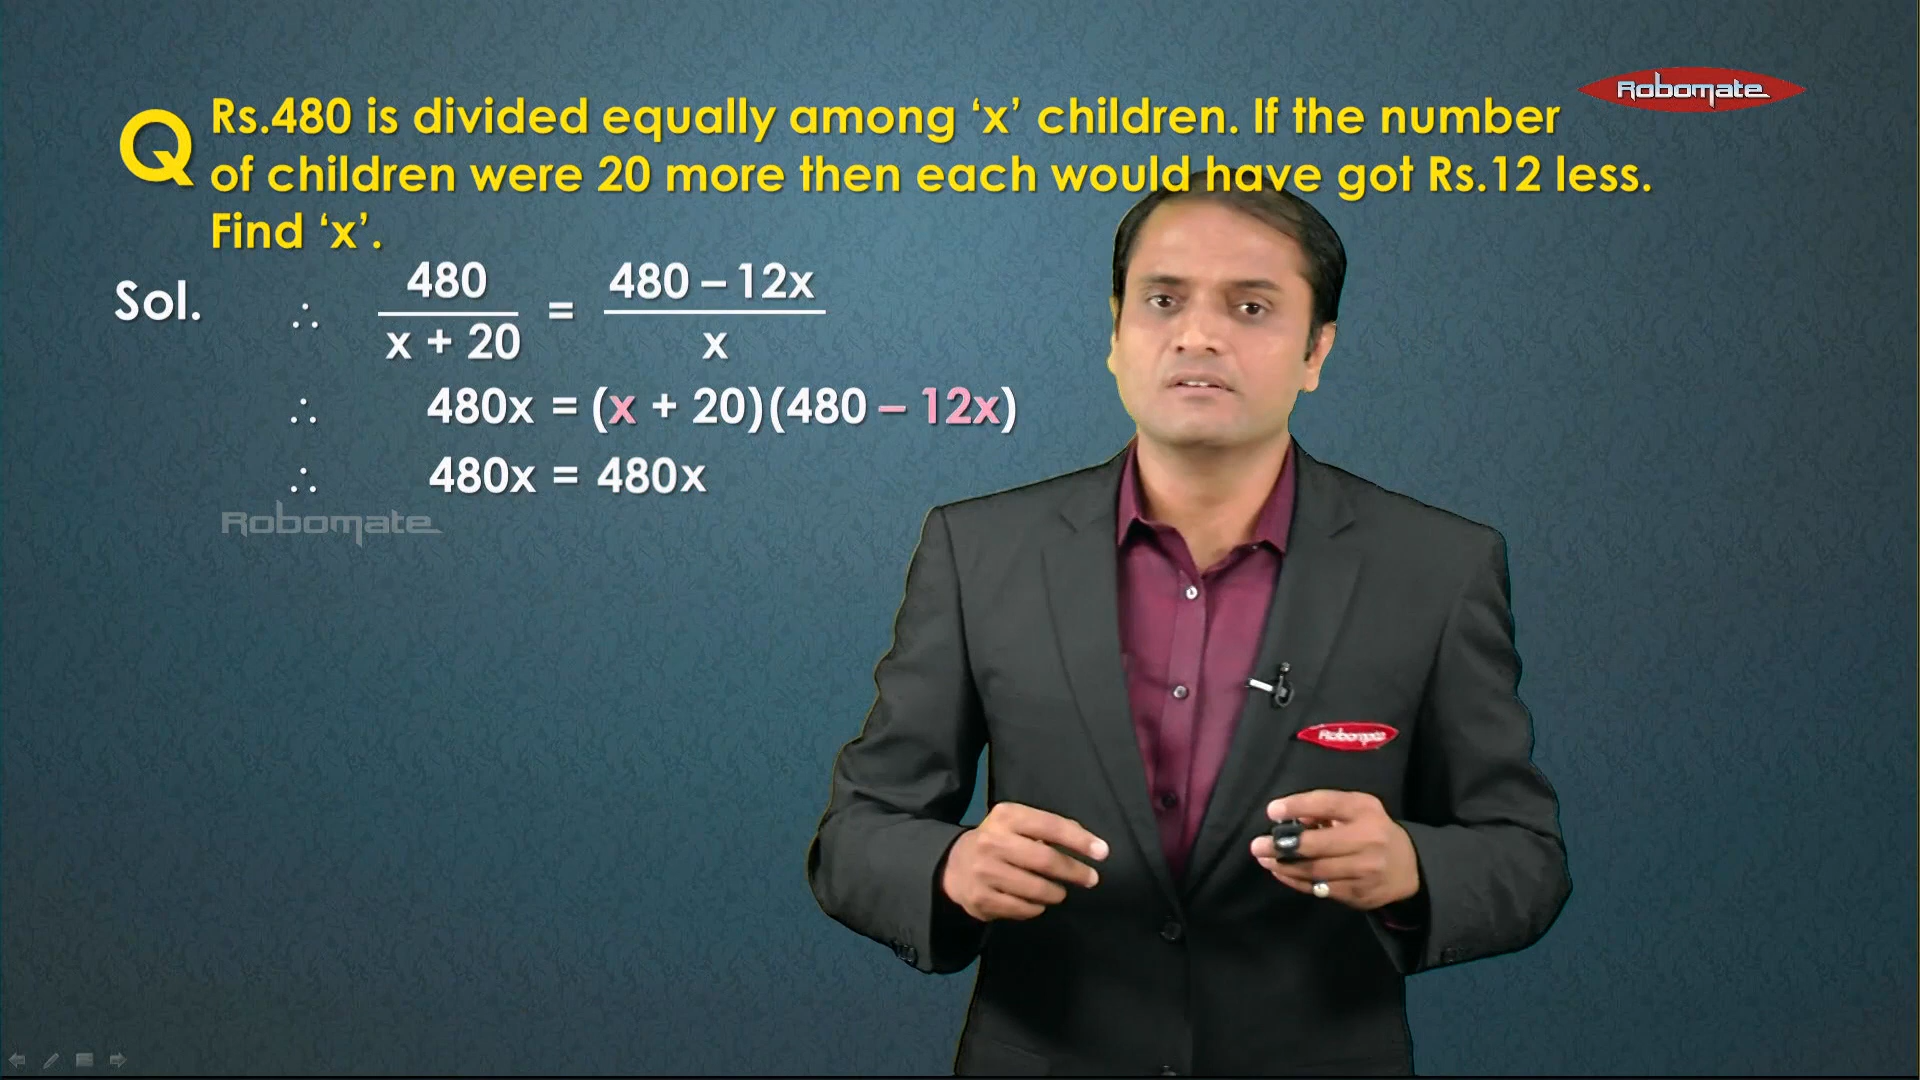 Robomate
Q Rs.480 is divided equally among ‘x’ children. If the number
of children were 20 more then each would have got Rs.12 less.
Find ‘x’.
Sol. ∴ 480 / x + 20 = 480 – 12x / x
∴ 480x = (x + 20)(480 – 12x)
∴ 480x = 480x
Robomate
Robomate